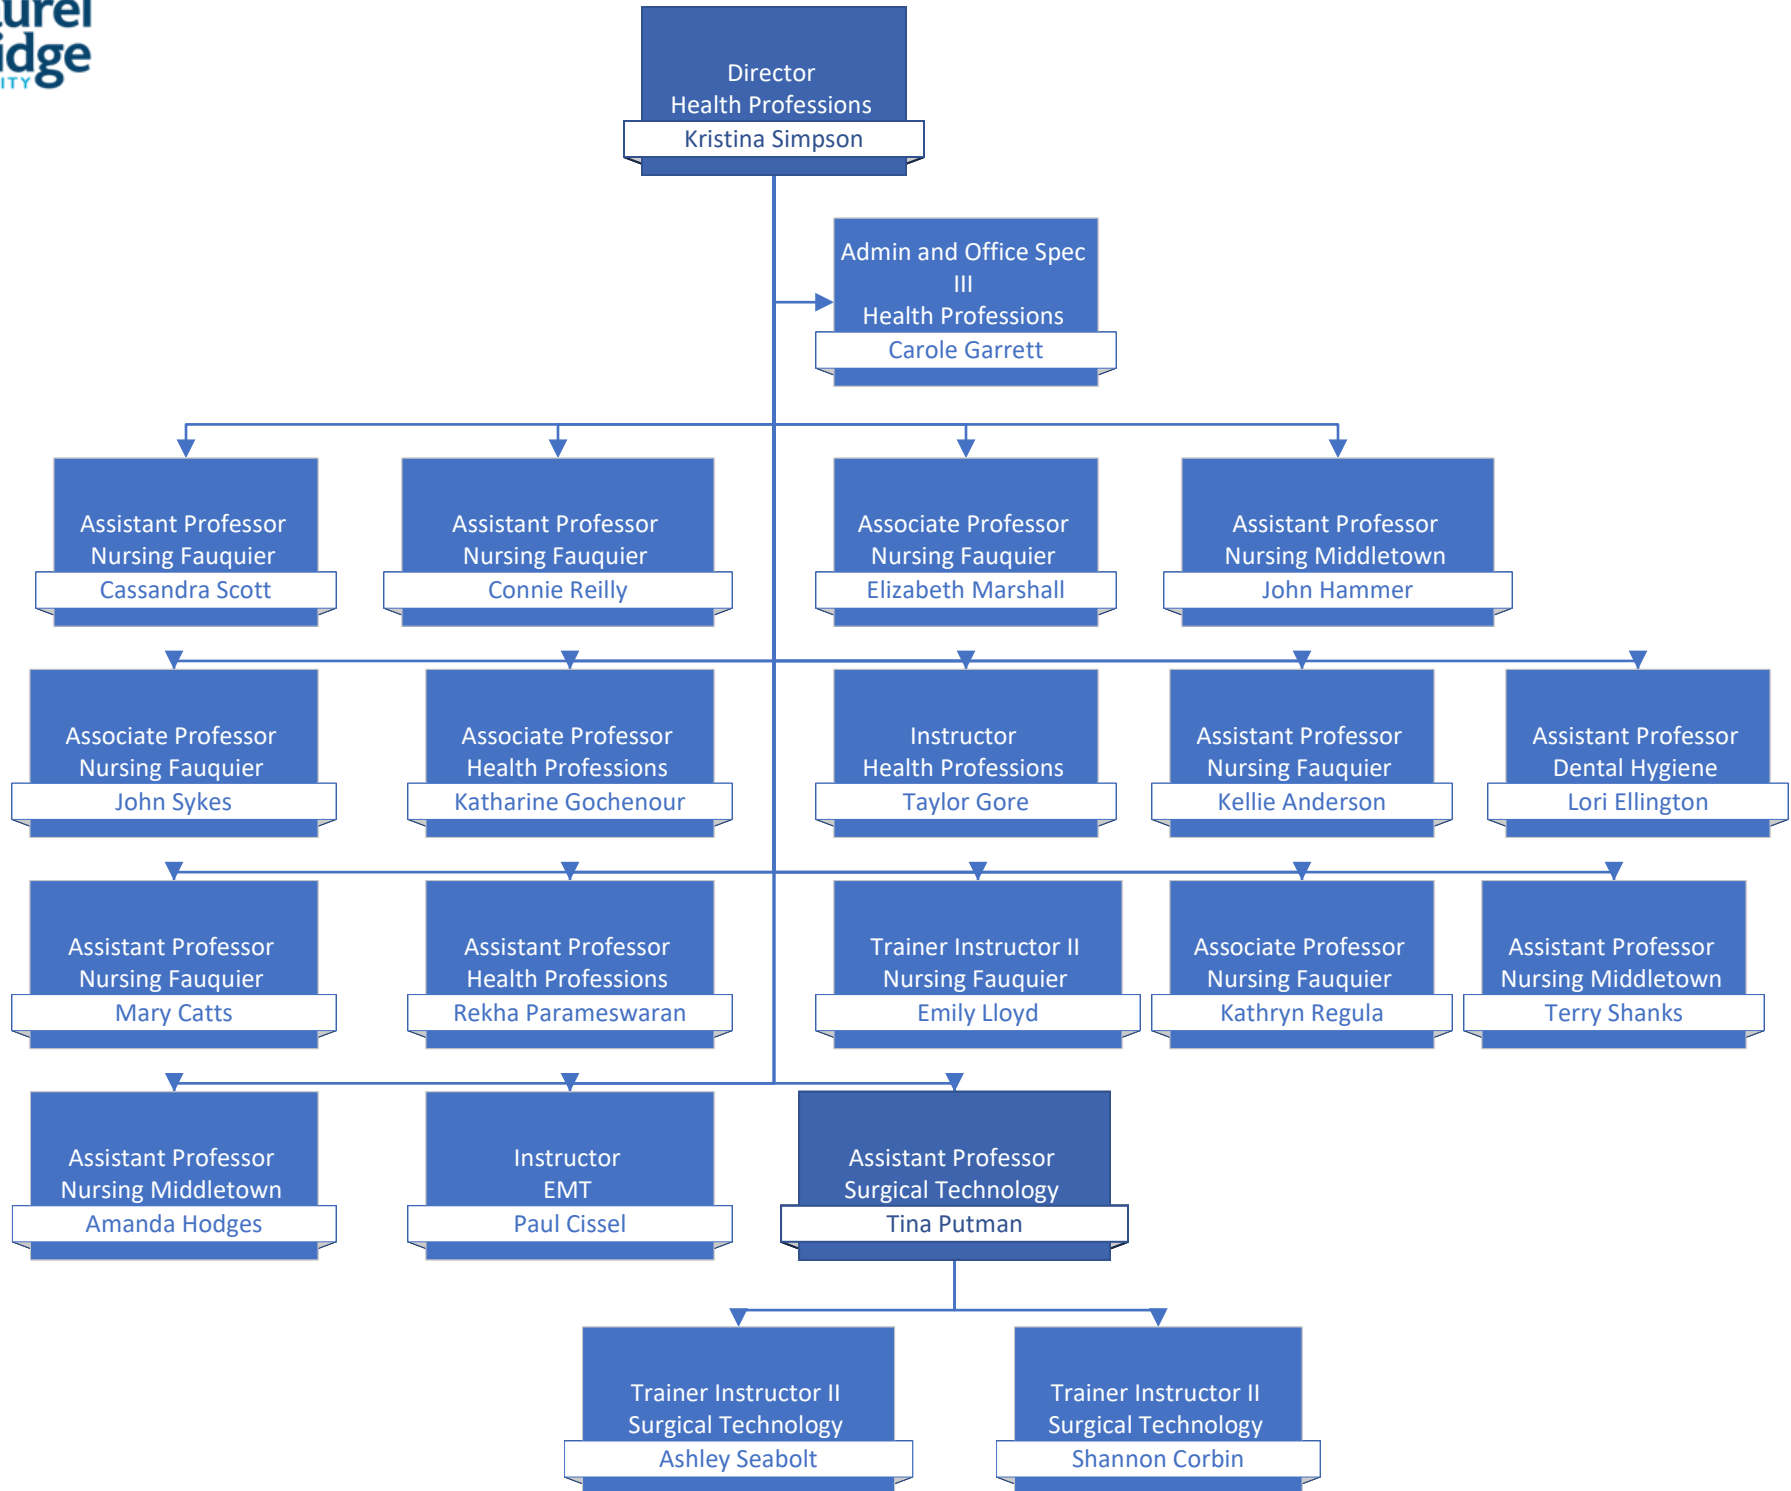 Director
Health Professions
Kristina Simpson
Admin and Office Spec
III
Health Professions
Carole Garrett
Assistant Professor
Nursing Fauquier
Cassandra Scott
Assistant Professor
Nursing Fauquier
Connie Reilly
Associate Professor
Nursing Fauquier
Elizabeth Marshall
Assistant Professor
Nursing Middletown
John Hammer
Associate Professor
Nursing Fauquier
John Sykes
Associate Professor
Health Professions
Katharine Gochenour
Instructor
Health Professions
Taylor Gore
Assistant Professor
Nursing Fauquier
Kellie Anderson
Assistant Professor
Dental Hygiene
Lori Ellington
Assistant Professor
Nursing Fauquier
Mary Catts
Assistant Professor
Health Professions
Rekha Parameswaran
Trainer Instructor II
Nursing Fauquier
Emily Lloyd
Associate Professor
Nursing Fauquier
Kathryn Regula
Assistant Professor
Nursing Middletown
Terry Shanks
Assistant Professor
Nursing Middletown
Amanda Hodges
Instructor
EMT
Paul Cissel
Assistant Professor
Surgical Technology
Tina Putman
Trainer Instructor II
Surgical Technology
Ashley Seabolt
Trainer Instructor II
Surgical Technology
Shannon Corbin